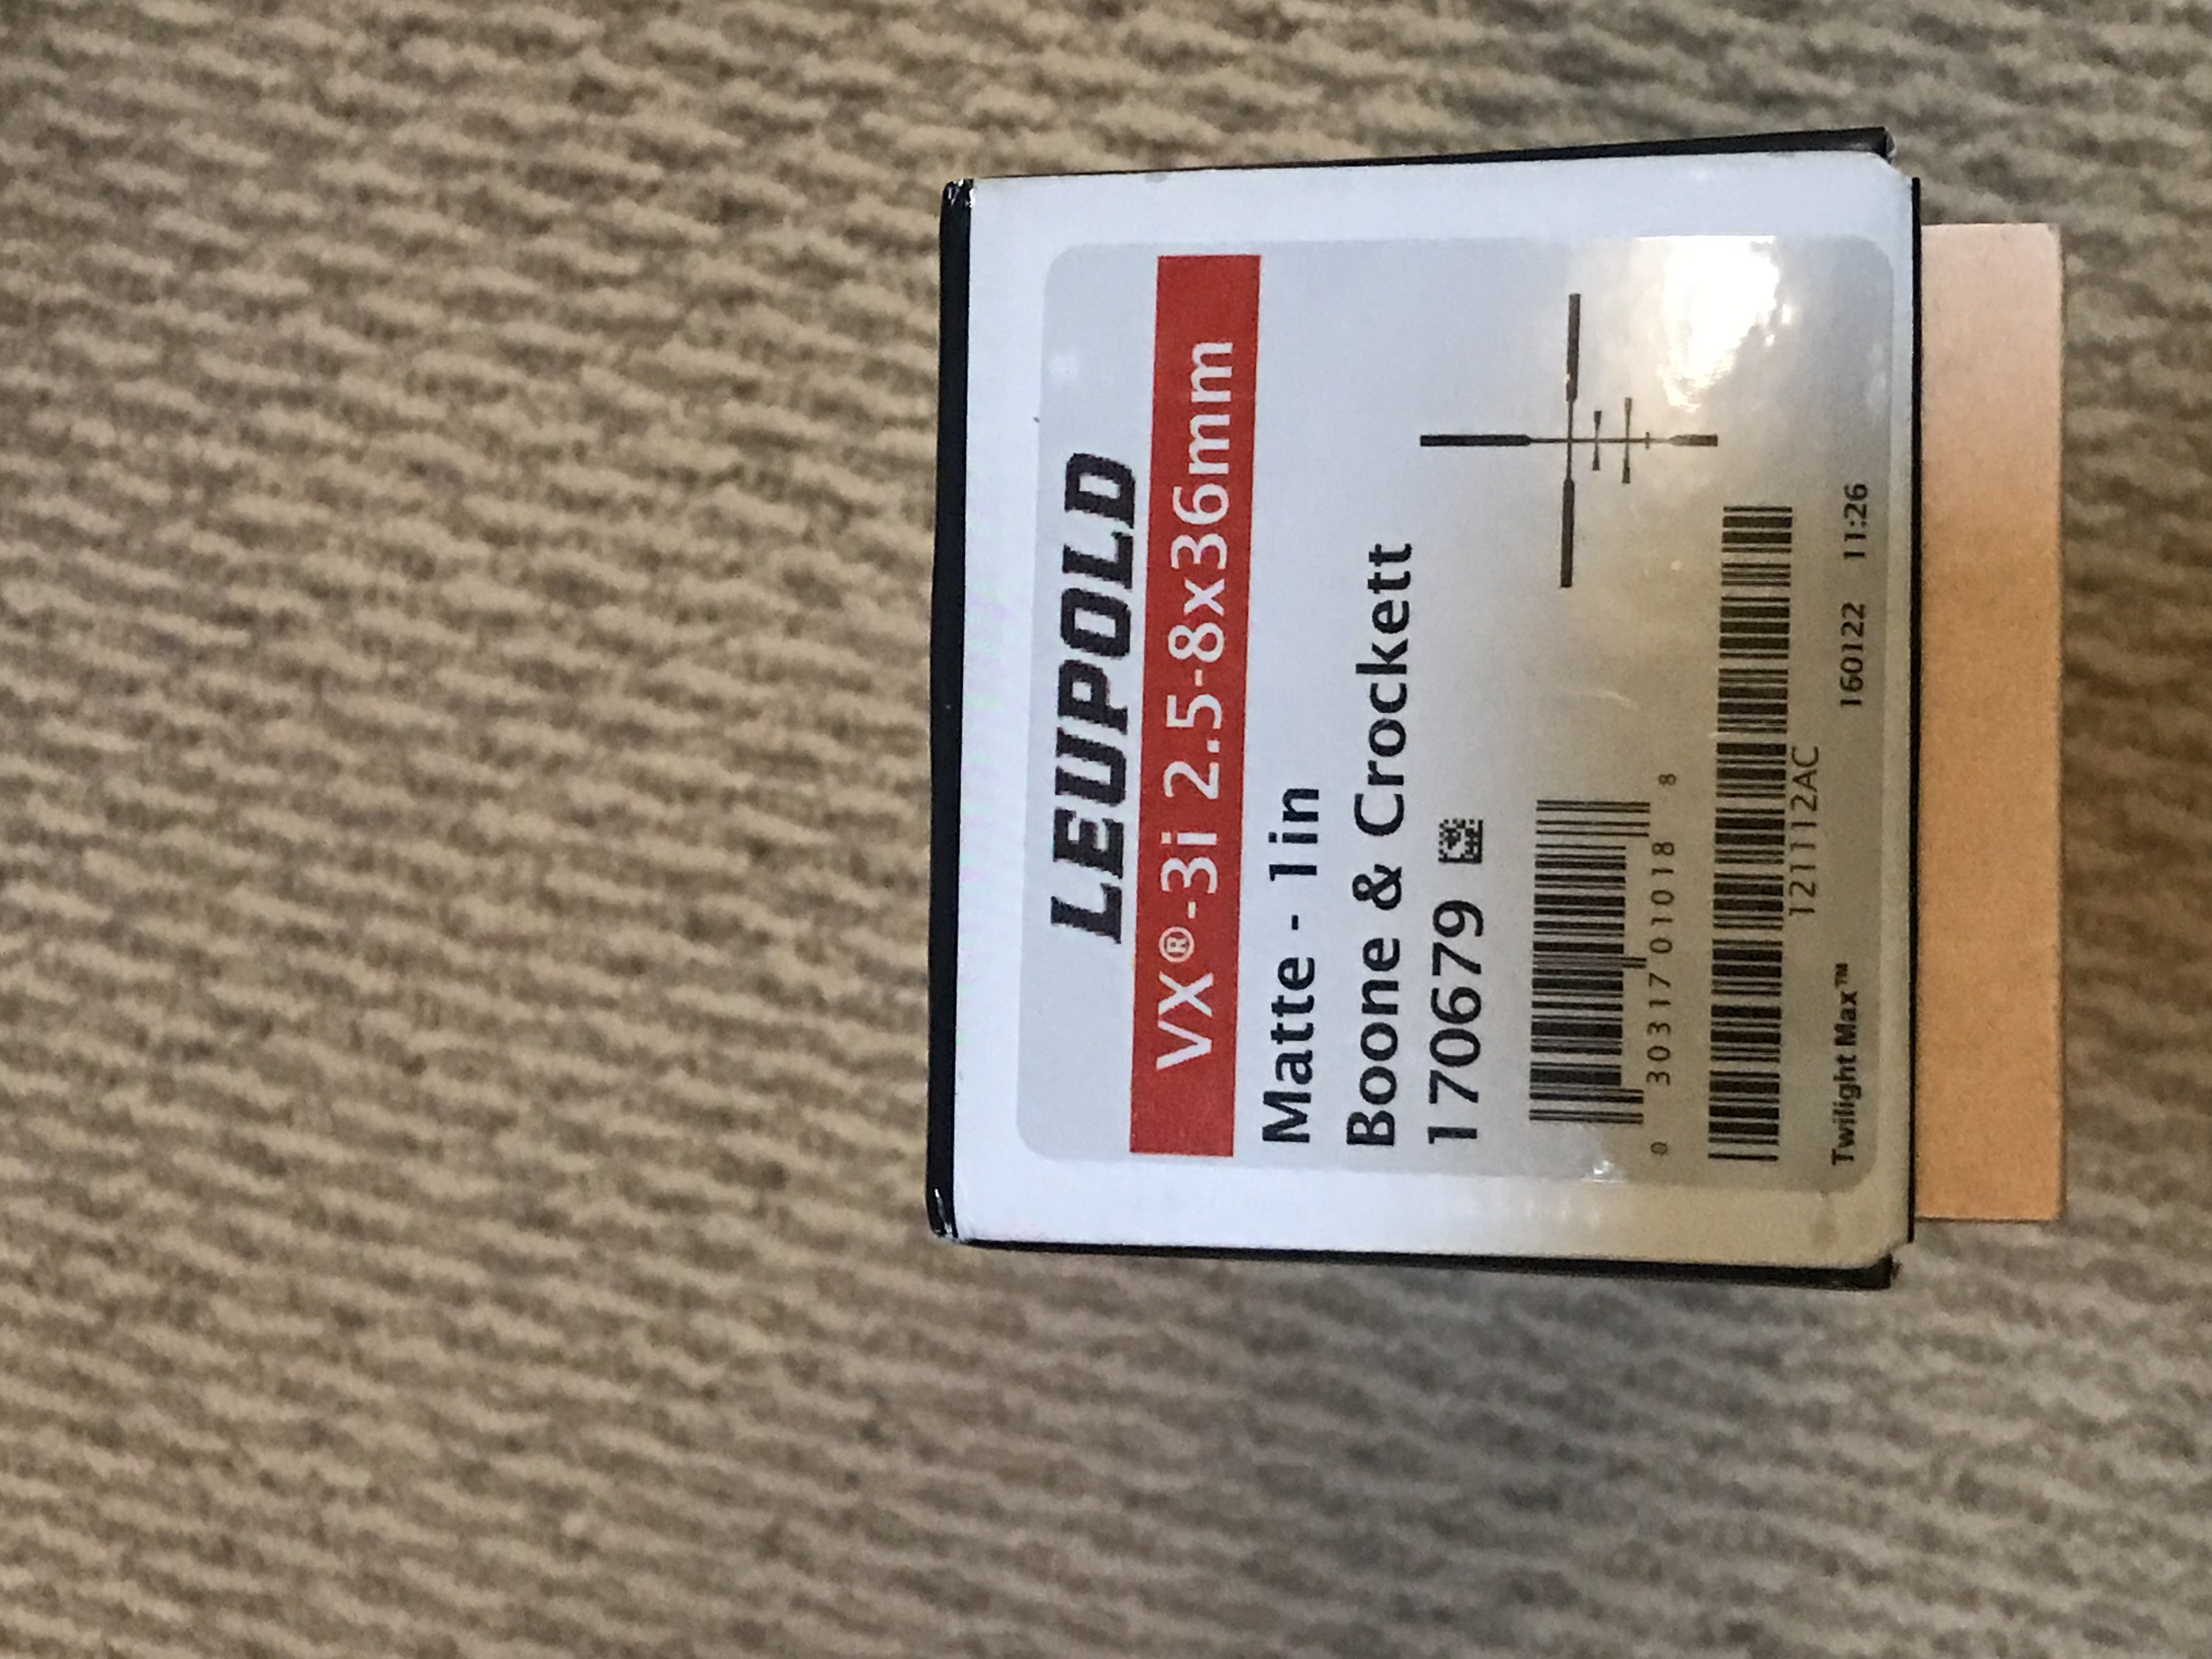 LEUPOLD
VX®-3i 2.5-8x36mm
Matte - 1in
Boone & Crockett
170679
0 30317 01018 8
121112AC
Twilight Max™ 160122 11:26